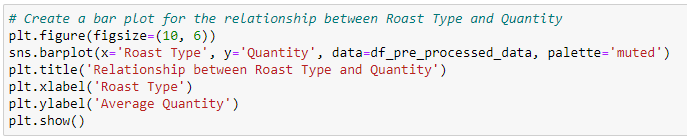 # Create a bar plot for the relationship between Roast Type and Quantity
plt.figure(figsize=(10, 6))
sns.barplot(x='Roast Type', y='Quantity', data=df_pre_processed_data, palette='muted')
plt.title('Relationship between Roast Type and Quantity')
plt.xlabel('Roast Type')
plt.ylabel('Average Quantity')
plt.show()